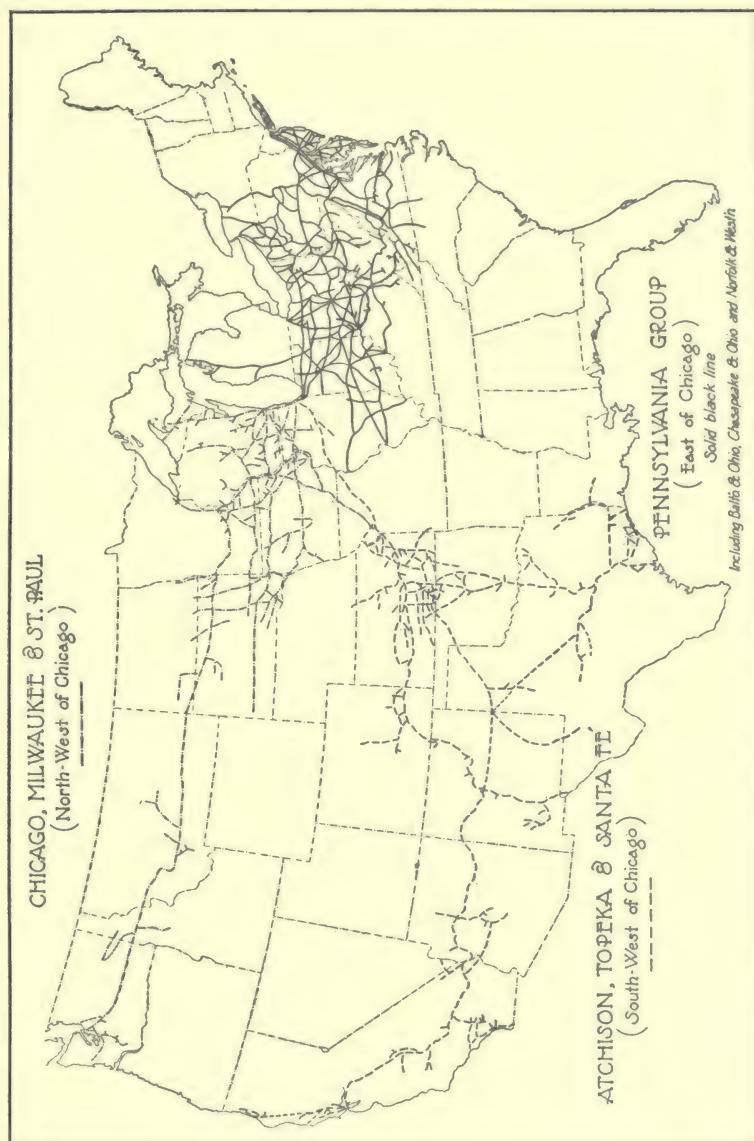 CHICAGO, MILWAUKEE & ST. PAUL
(North-West of Chicago)
ATCHISON, TOPEKA & SANTA FE
(South-West of Chicago)
PENNSYLVANIA GROUP
(East of Chicago)
Solid black line
Including Balt'o & Ohio, Chesapeake & Ohio and Norfolk & West'n